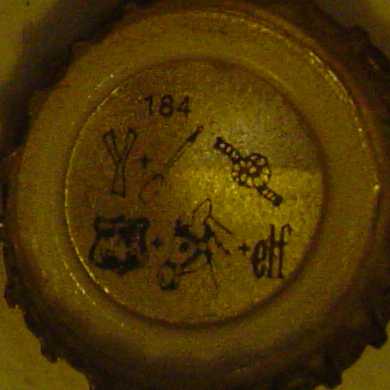 184
Y +
+ + elf